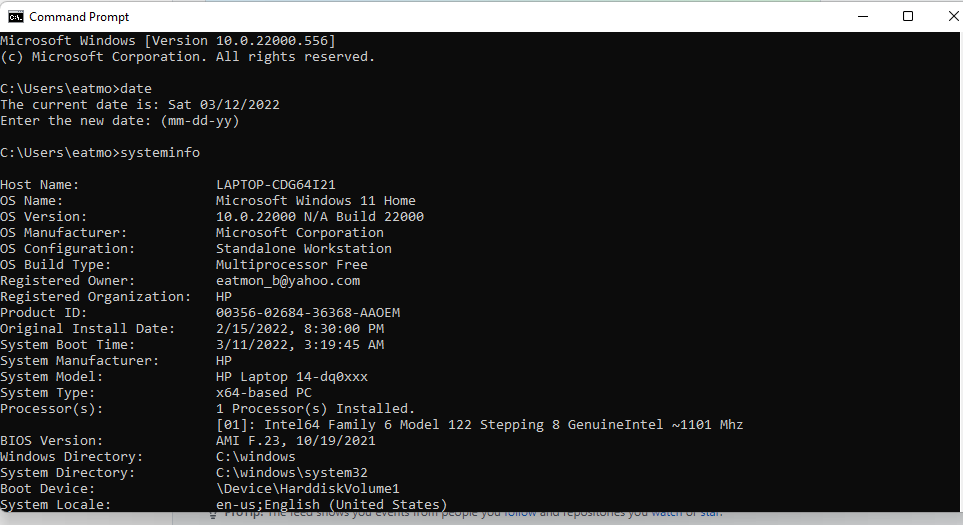 Command Prompt
Microsoft Windows [Version 10.0.22000.556]
(c) Microsoft Corporation. All rights reserved.
C:\Users\eatmo>date
The current date is: Sat 03/12/2022
Enter the new date: (mm-dd-yy)
C:\Users\eatmo>systeminfo
Host Name: LAPTOP-CDG64I21
OS Name: Microsoft Windows 11 Home
OS Version: 10.0.22000 N/A Build 22000
OS Manufacturer: Microsoft Corporation
OS Configuration: Standalone Workstation
OS Build Type: Multiprocessor Free
Registered Owner: eatmon_b@yahoo.com
Registered Organization: HP
Product ID: 00356-02684-36368-AAOEM
Original Install Date: 2/15/2022, 8:30:00 PM
System Boot Time: 3/11/2022, 3:19:45 AM
System Manufacturer: HP
System Model: HP Laptop 14-dq0xxx
System Type: x64-based PC
Processor(s): 1 Processor(s) Installed.
[01]: Intel64 Family 6 Model 122 Stepping 8 GenuineIntel ~1101 Mhz
BIOS Version: AMI F.23, 10/19/2021
Windows Directory: C:\windows
System Directory: C:\windows\system32
Boot Device: \Device\HarddiskVolume1
System Locale: en-us;English (United States)
ProTip! The feed shows you events from people you follow and repositories you watch or star.